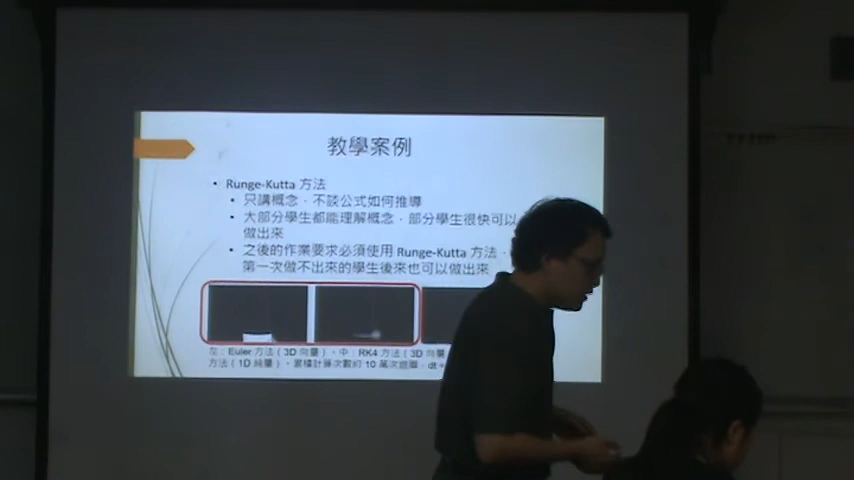 教學案例
• Runge-Kutta 方法
• 只講概念，不談公式如何推導
• 大部分學生都能理解概念，部分學生很快可以
做出來
• 之後的作業要求必須使用 Runge-Kutta 方法，
第一次做不出來的學生後來也可以做出來
左：Euler 方法（3D 向量）、中：RK4 方法（3D 向量
方法（1D 純量）。累積計算次數約 10 萬次迴圈，dt